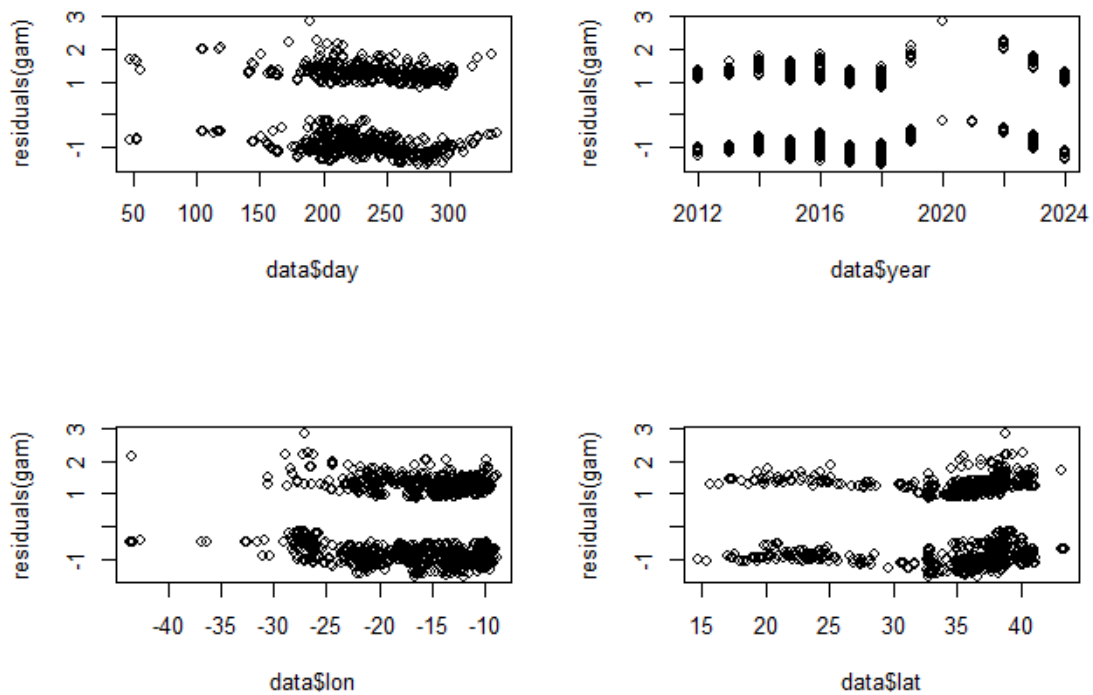 residuals(gam)
3
2
1
-1
50 100 150 200 250 300
data$day
residuals(gam)
3
2
1
-1
2012 2016 2020 2024
data$year
residuals(gam)
3
2
1
-1
-40 -35 -30 -25 -20 -15 -10
data$lon
residuals(gam)
3
2
1
-1
15 20 25 30 35 40
data$lat